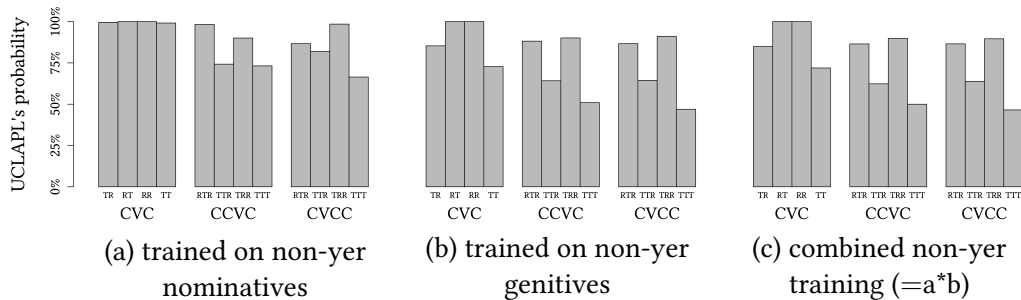 UCLAPL's probability
0% 25% 50% 75% 100%
TR RT RR TT RTR TTR TRR TTT RTR TTR TRR TTT
CVC CCVC CVCC
(a) trained on non-yer
nominatives
TR RT RR TT RTR TTR TRR TTT RTR TTR TRR TTT
CVC CCVC CVCC
(b) trained on non-yer
genitives
TR RT RR TT RTR TTR TRR TTT RTR TTR TRR TTT
CVC CCVC CVCC
(c) combined non-yer
training (=a*b)